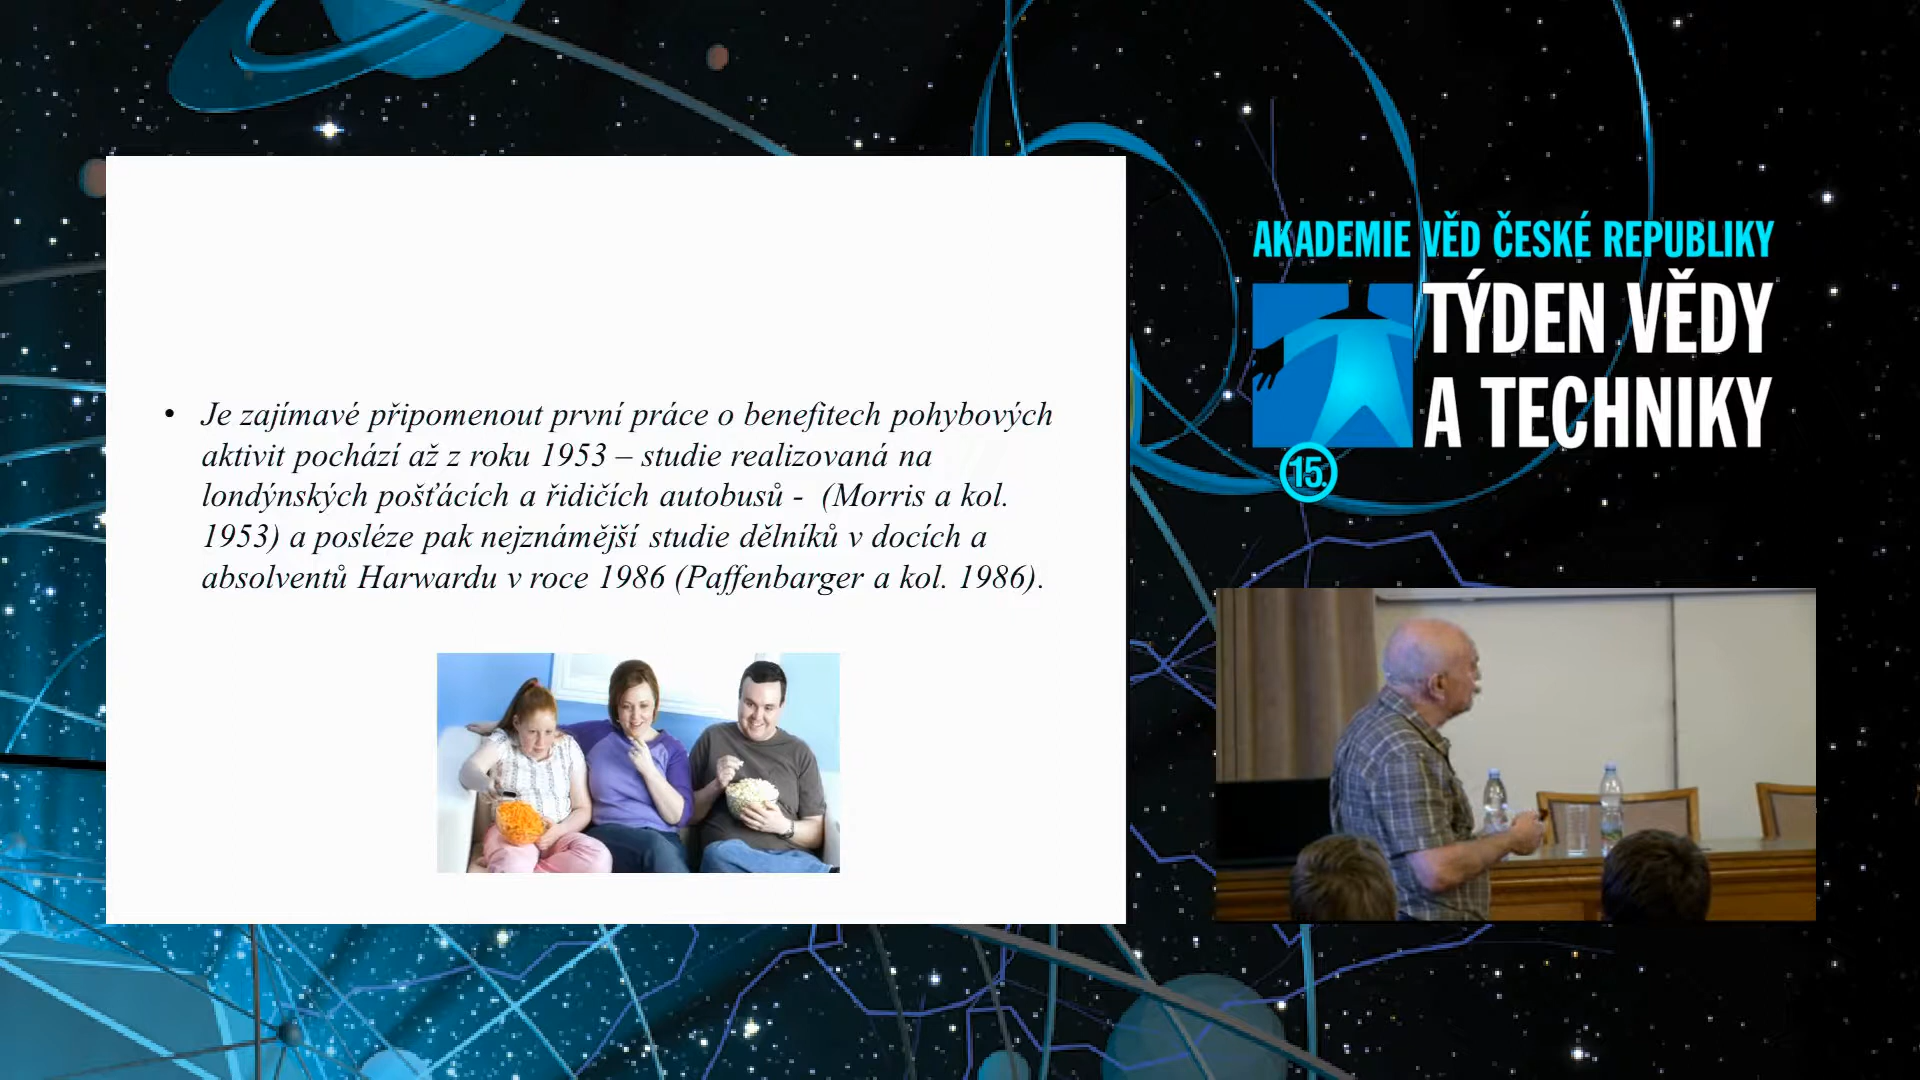 • Je zajímavé připomenout první práce o benefitech pohybových
aktivit pochází až z roku 1953 – studie realizovaná na
londýnských pošťácích a řidičích autobusů -  (Morris a kol.
1953) a posléze pak nejznámější studie dělníků v docích a
absolventů Harwardu v roce 1986 (Paffenbarger a kol. 1986).
AKADEMIE VĚD ČESKÉ REPUBLIKY
TÝDEN VĚDY
A TECHNIKY
15.